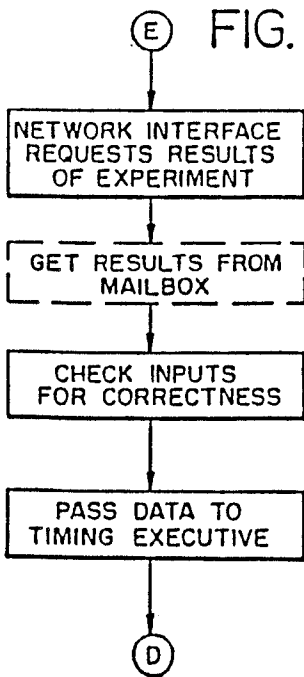 E FIG.
NETWORK INTERFACE
REQUESTS RESULTS
OF EXPERIMENT
GET RESULTS FROM
MAILBOX
CHECK INPUTS
FOR CORRECTNESS
PASS DATA TO
TIMING EXECUTIVE
D